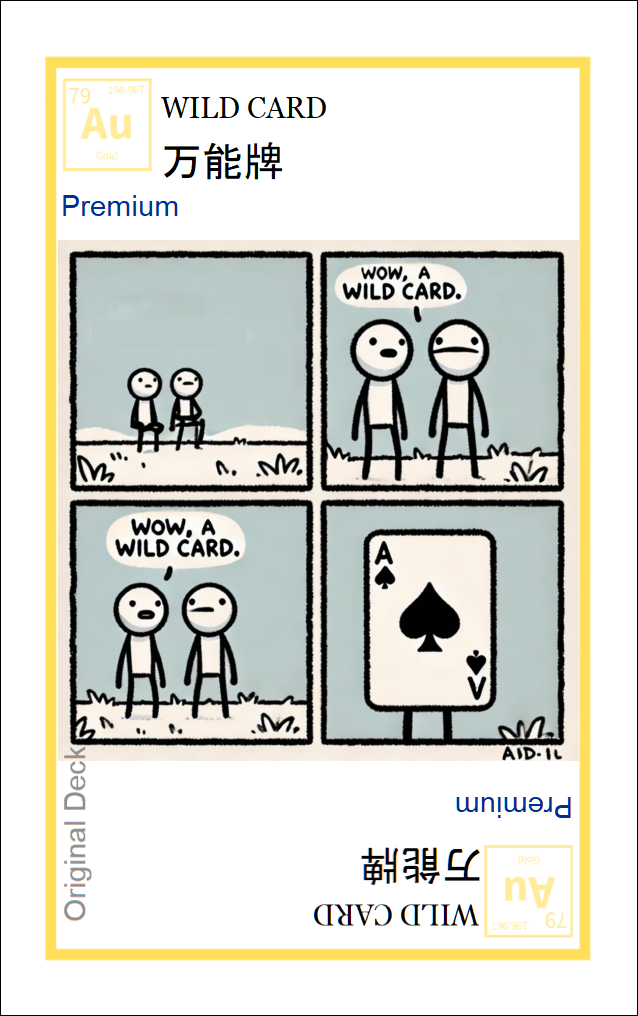 79 196,967
Au
Gold
WILD CARD
万能牌
Premium
WOW, A
WILD CARD.
WOW, A
WILD CARD.
A
A
AID-IL
Original Deck
Premium
万能牌
WILD CARD
Gold
Au
79 196,967